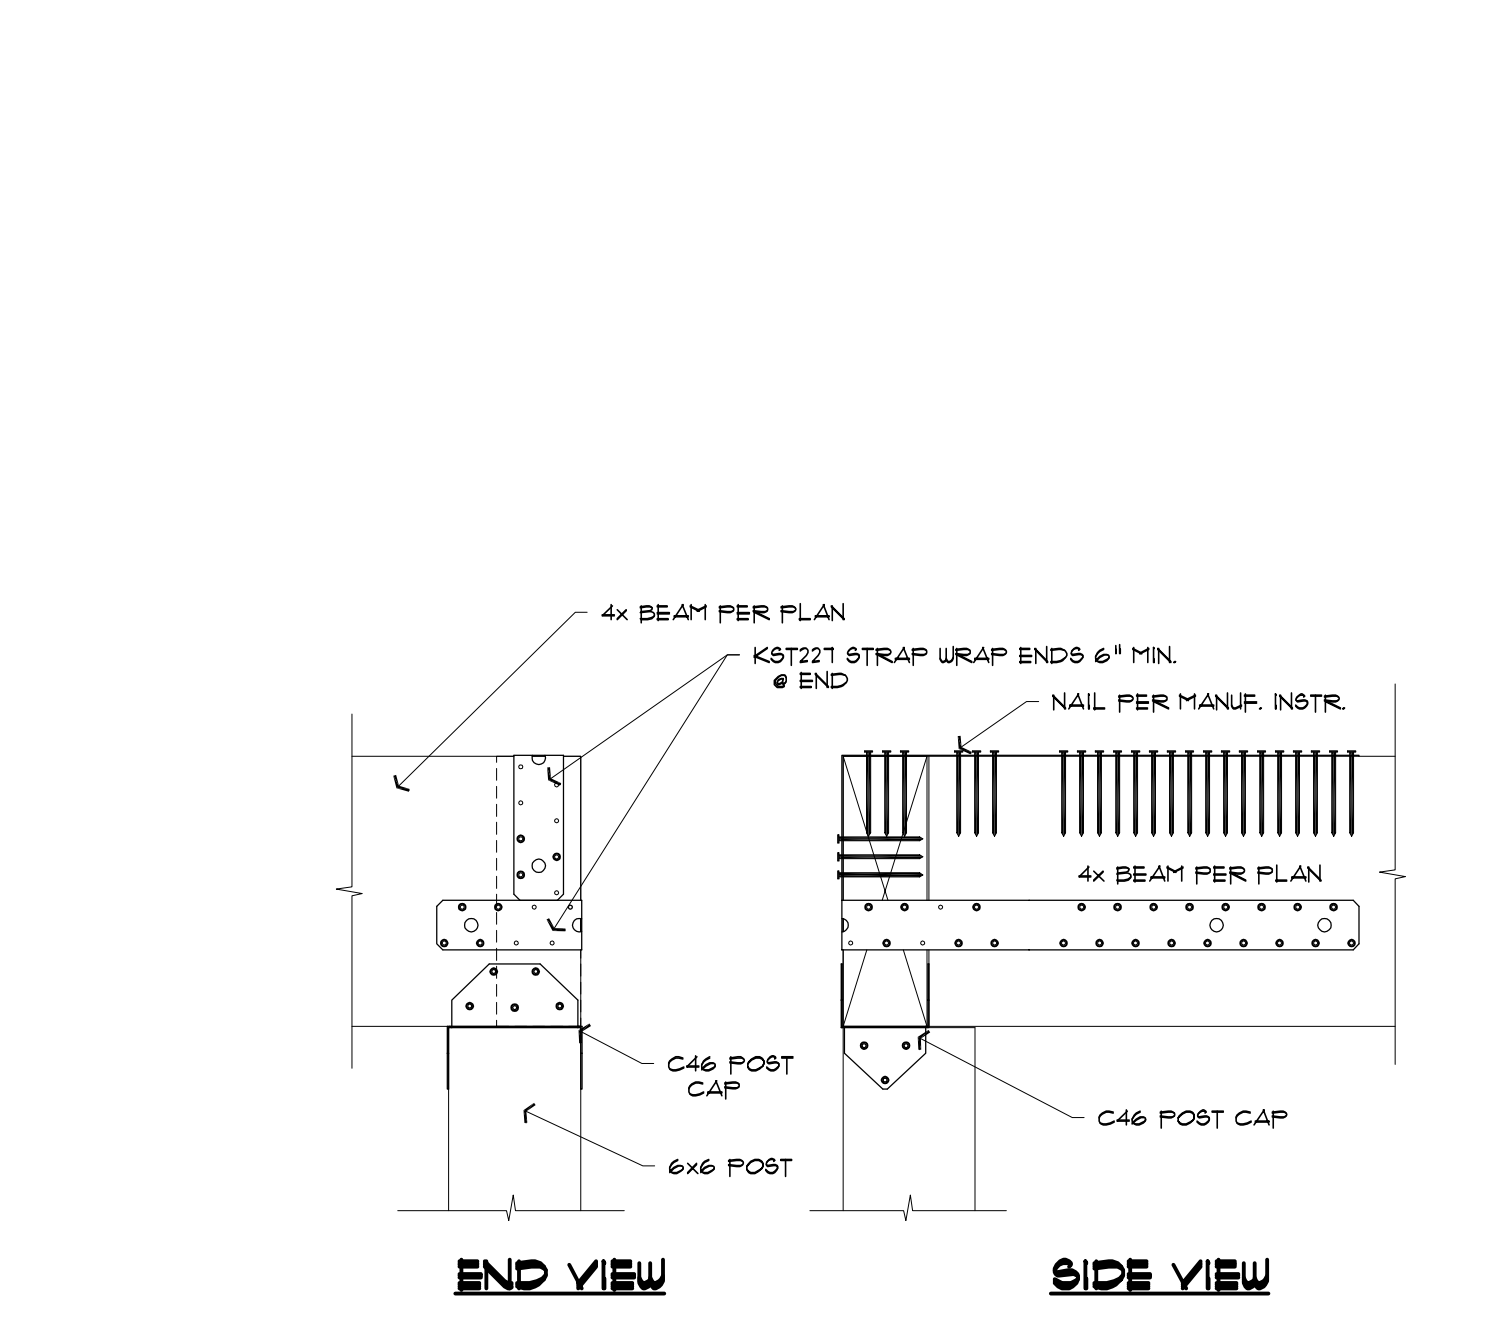 4x BEAM PER PLAN
KST227 STRAP WRAP ENDS 6" MIN.
@ END
NAIL PER MANUF. INSTR.
4x BEAM PER PLAN
C46 POST
CAP
C46 POST CAP
6x6 POST
END VIEW
SIDE VIEW